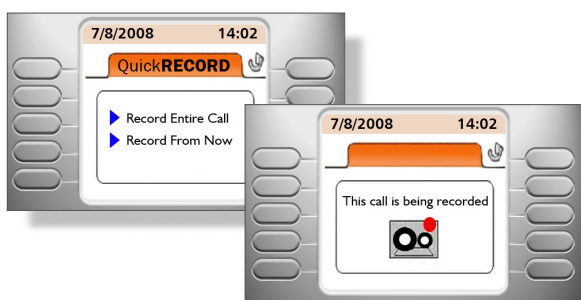 7/8/2008 14:02
QuickRECORD
Record Entire Call
Record From Now
7/8/2008 14:02
This call is being recorded